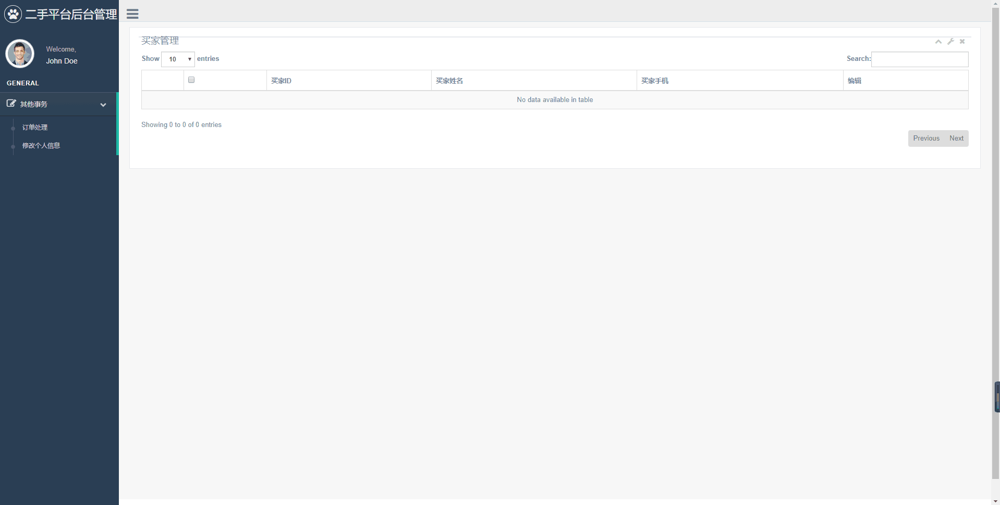 二手平台后台管理
Welcome,
John Doe
GENERAL
其他事务
订单处理
修改个人信息
买家管理
Show 10 entries
Search:
买家ID 买家姓名 买家手机 编辑
No data available in table
Showing 0 to 0 of 0 entries
Previous Next